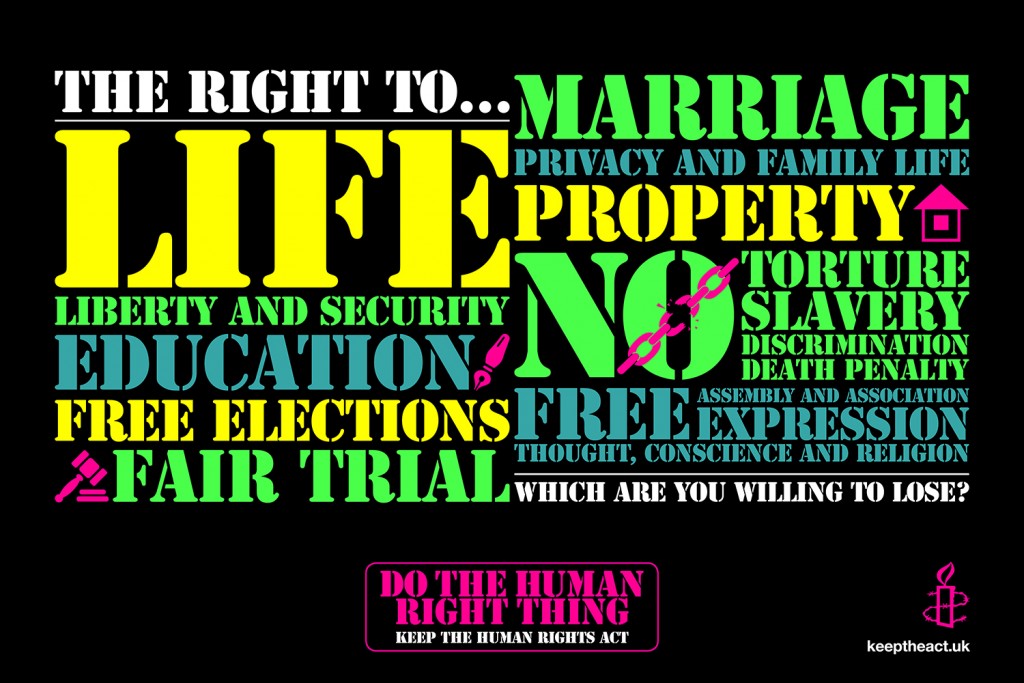 THE RIGHT TO...
LIFE
LIBERTY AND SECURITY
EDUCATION
FREE ELECTIONS
FAIR TRIAL
MARRIAGE
PRIVACY AND FAMILY LIFE
PROPERTY
NO
TORTURE
SLAVERY
DISCRIMINATION
DEATH PENALTY
FREE
ASSEMBLY AND ASSOCIATION
EXPRESSION
THOUGHT, CONSCIENCE AND RELIGION
WHICH ARE YOU WILLING TO LOSE?
DO THE HUMAN
RIGHT THING
KEEP THE HUMAN RIGHTS ACT
keeptheact.uk